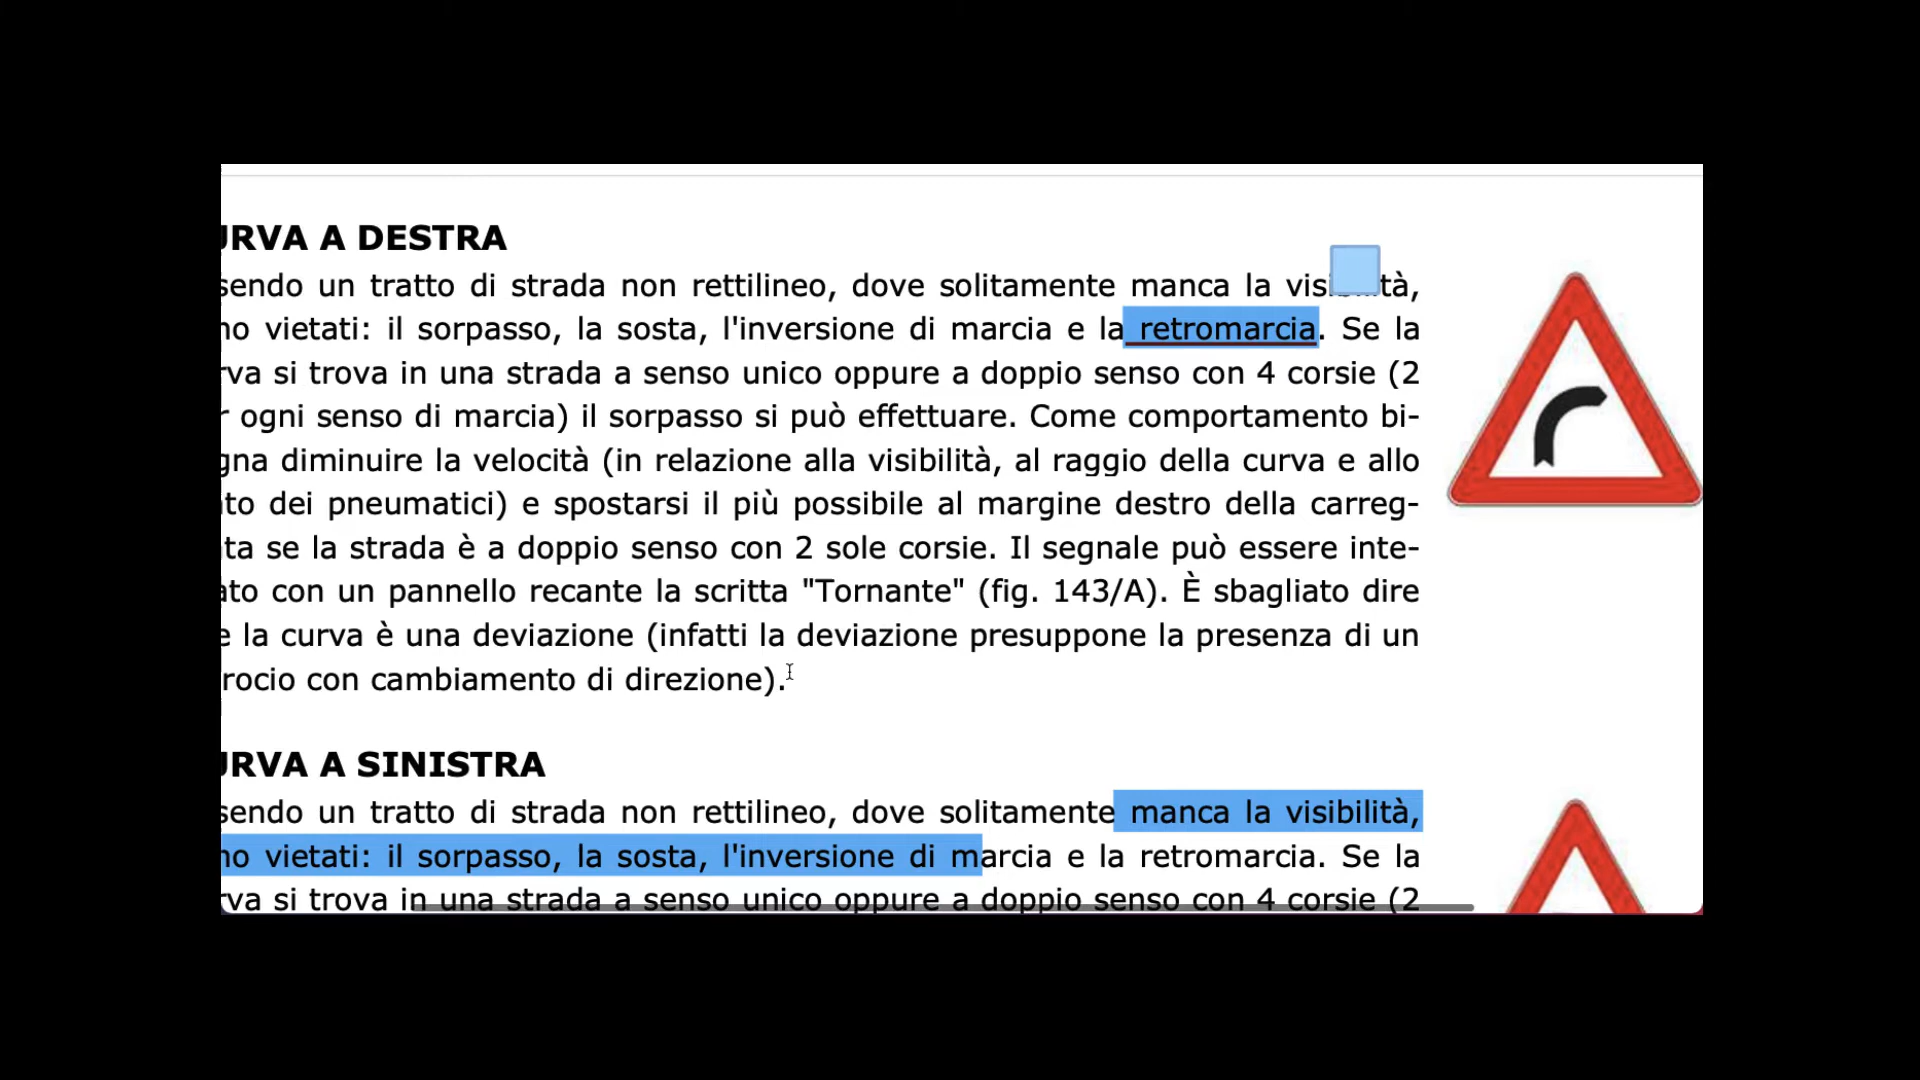 URVA A DESTRA
sendo un tratto di strada non rettilineo, dove solitamente manca la
no vietati: il sorpasso, la sosta, l'inversione di marcia e la retromarcia. Se la
rva si trova in una strada a senso unico oppure a doppio senso con 4 corsie (2
r ogni senso di marcia) il sorpasso si può effettuare. Come comportamento bi-
gna diminuire la velocità (in relazione alla visibilità, al raggio della curva e allo
ato dei pneumatici) e spostarsi il più possibile al margine destro della carreg-
ta se la strada è a doppio senso con 2 sole corsie. Il segnale può essere inte-
ato con un pannello recante la scritta "Tornante" (fig. 143/A). È sbagliato dire
e la curva è una deviazione (infatti la deviazione presuppone la presenza di un
rocio con cambiamento di direzione).
URVA A SINISTRA
sendo un tratto di strada non rettilineo, dove solitamente manca la visibilità,
no vietati: il sorpasso, la sosta, l'inversione di marcia e la retromarcia. Se la
rva si trova in una strada a senso unico oppure a doppio senso con 4 corsie (2